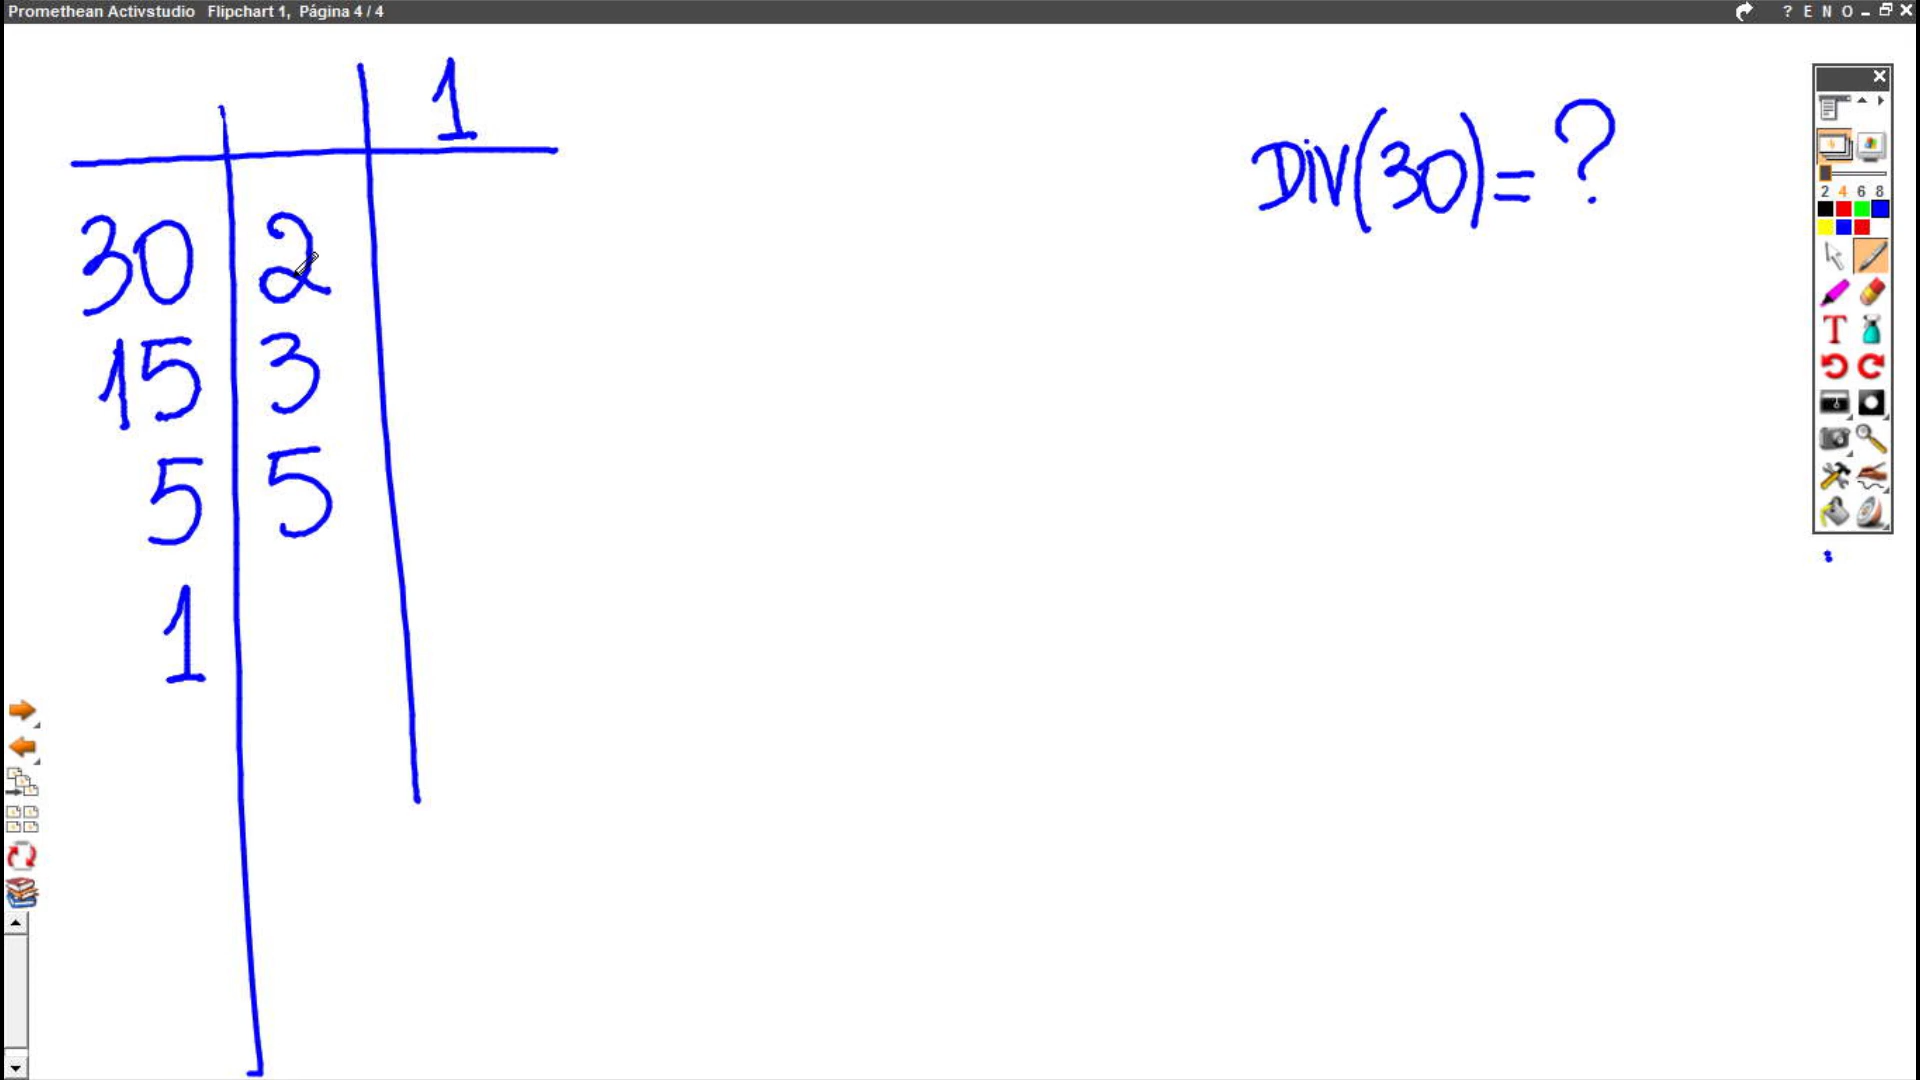 Promethean Activstudio Flipchart 1, Página 4 / 4
? E N O
1
Div(30)=?
30 2
15 3
5 5
1
2 4 6 8
T